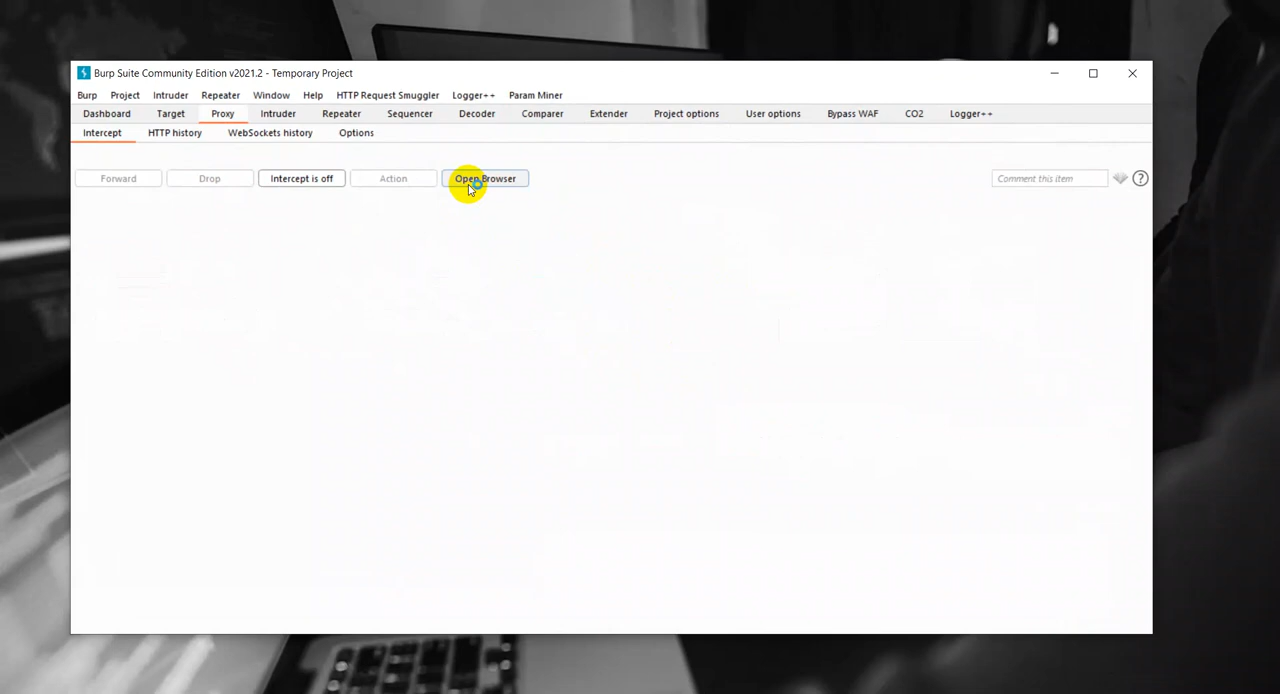 Burp Suite Community Edition v2021.2 - Temporary Project
Burp Project Intruder Repeater Window Help HTTP Request Smuggler Logger++ Param Miner
Dashboard Target Proxy Intruder Repeater Sequencer Decoder Comparer Extender Project options User options Bypass WAF CO2 Logger++
Intercept HTTP history WebSockets history Options
Forward Drop Intercept is off Action Open Browser Comment this item ?